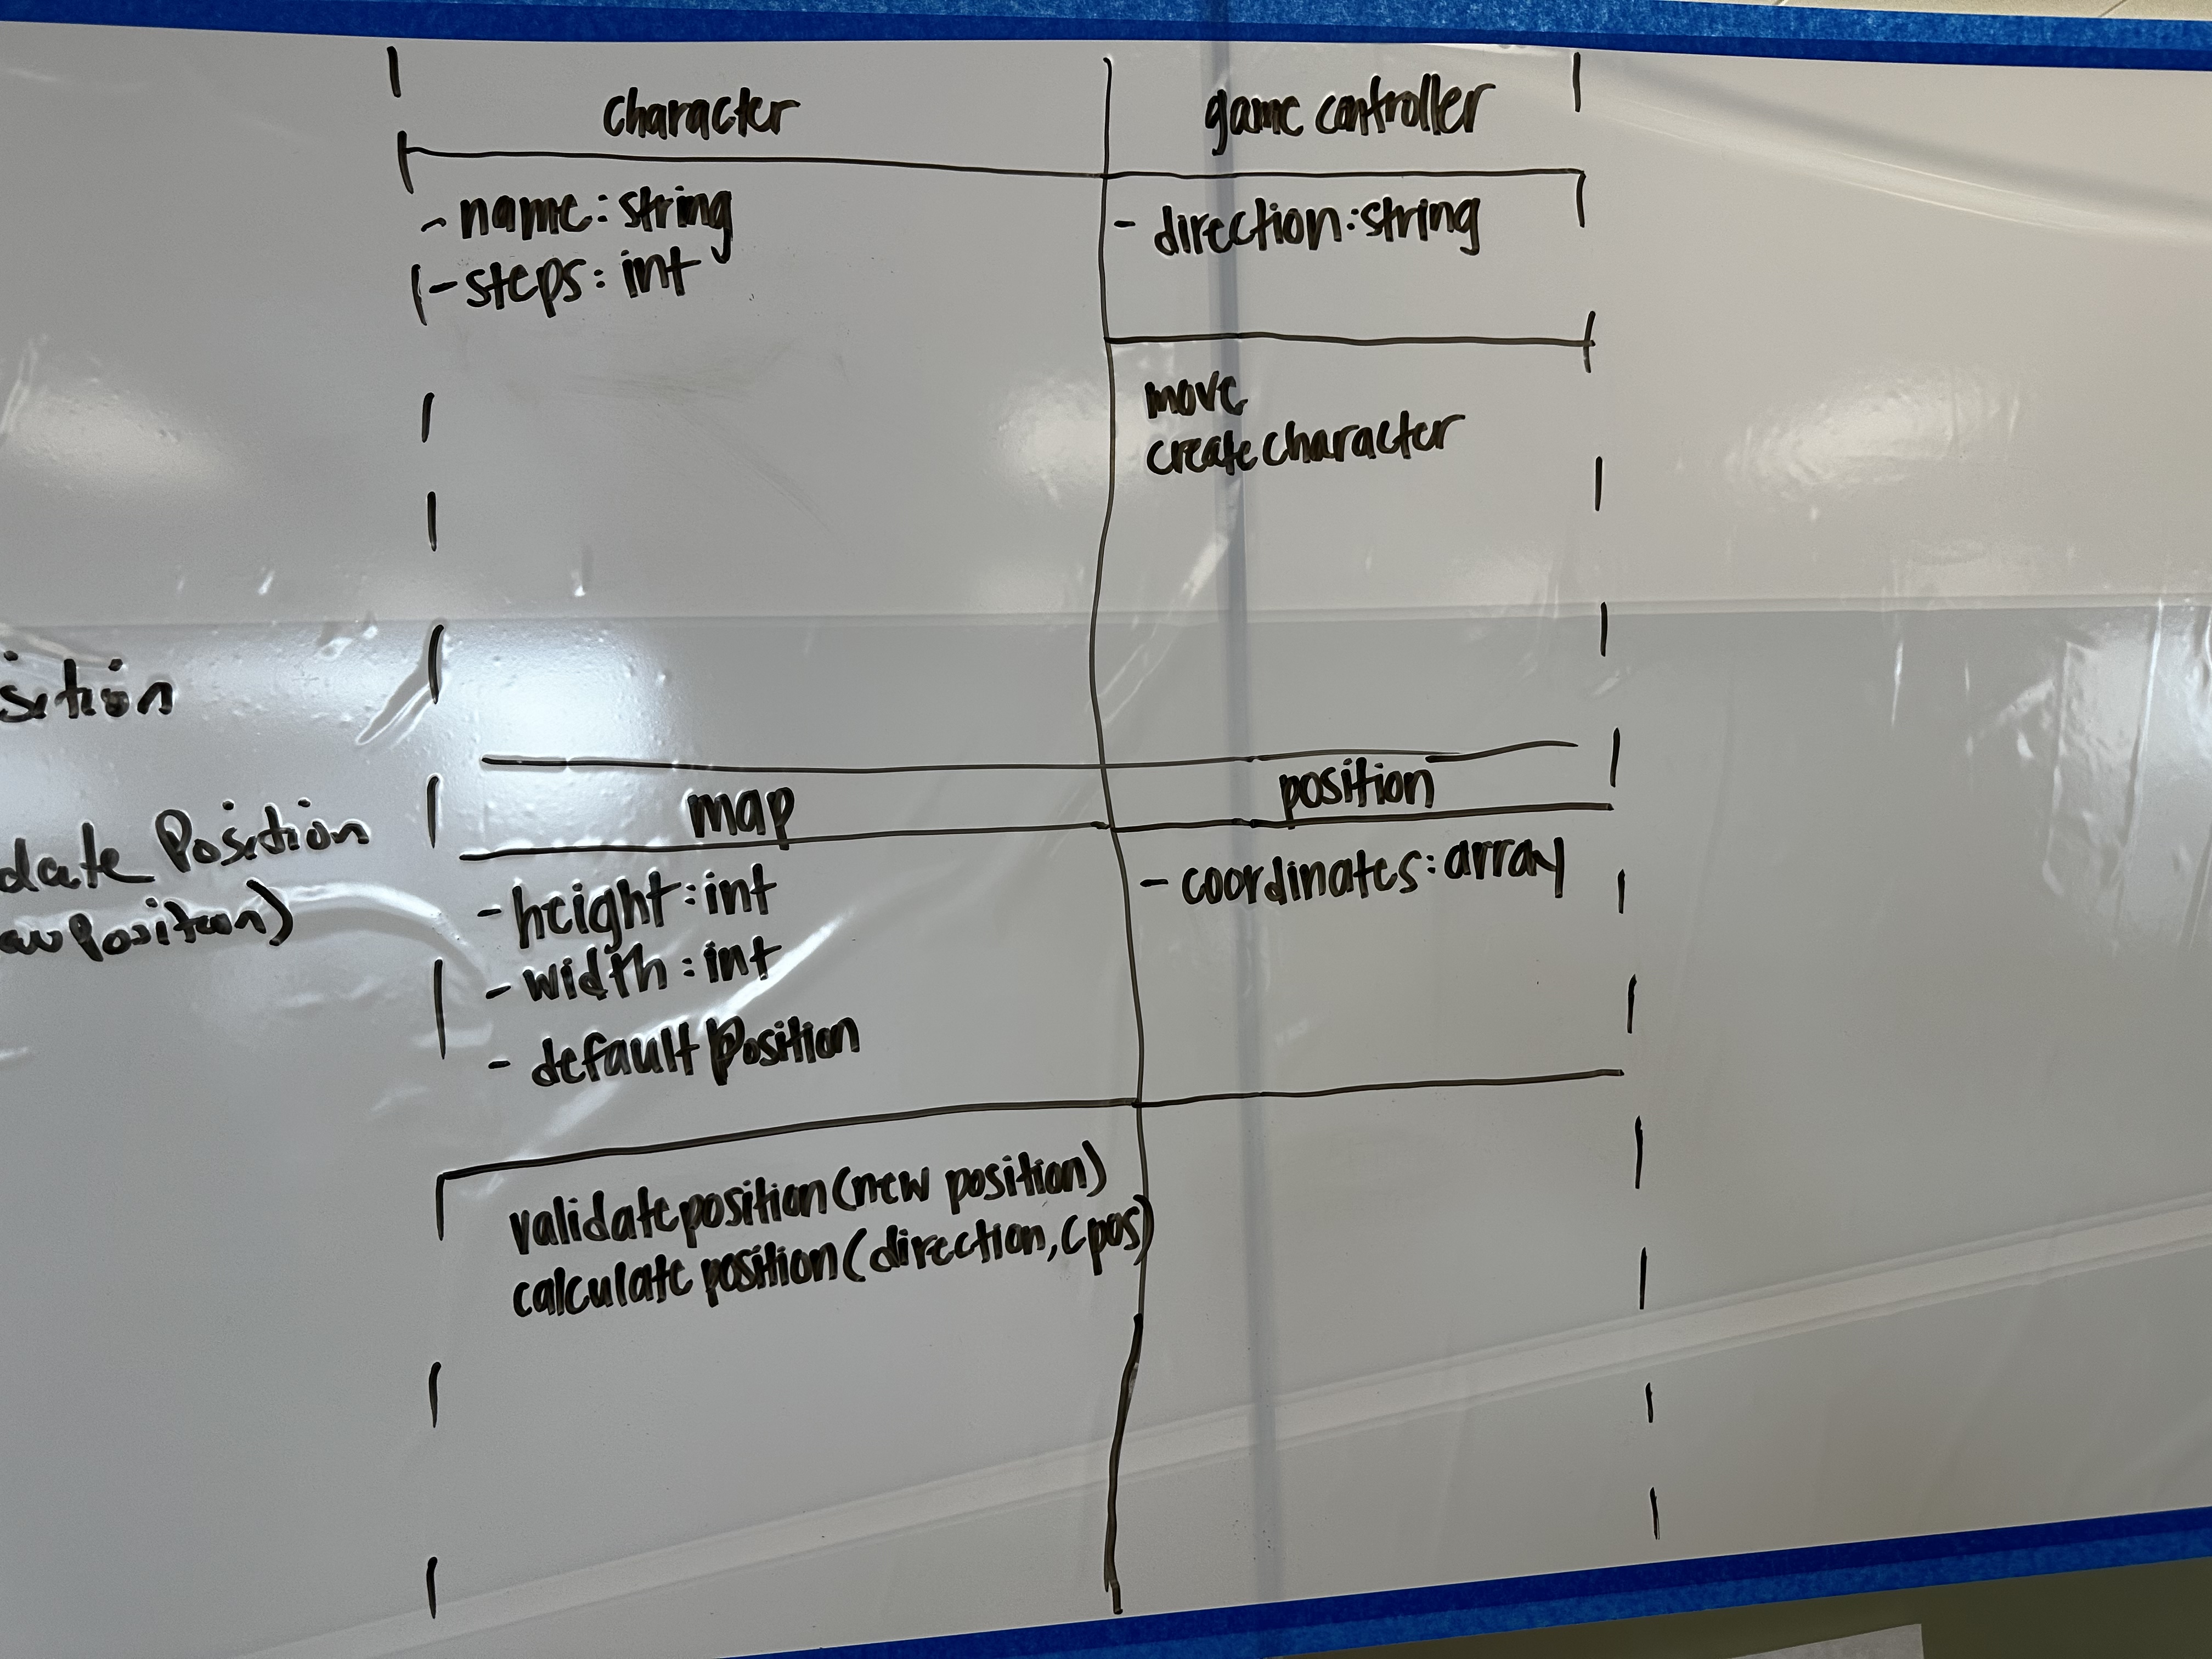 character
- name: string
- steps: int
game controller
- direction: string
move
create character
map
- height: int
- width: int
- default Position
validate position (new position)
calculate position (direction, cpos)
position
- coordinates: array
sition
date Position
Position)